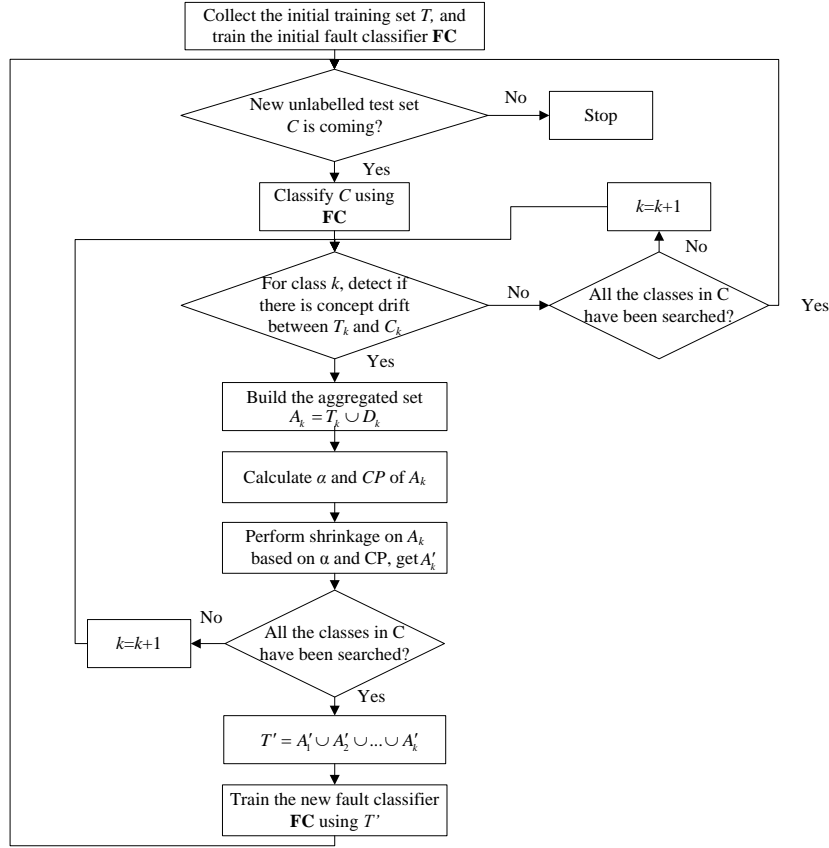 Collect the initial training set T, and
train the initial fault classifier FC
New unlabelled test set
C is coming?
No
Stop
Yes
Classify C using
FC
k=k+1
No
For class k, detect if
there is concept drift
between Tₖ and Cₖ
No
All the classes in C
have been searched?
Yes
Yes
Build the aggregated set
Aₖ = Tₖ ∪ Dₖ
Calculate α and CP of Aₖ
Perform shrinkage on Aₖ
based on α and CP, get A′ₖ
No
k=k+1
All the classes in C
have been searched?
Yes
T′ = A′₁ ∪ A′₂ ∪ ... ∪ A′ₖ
Train the new fault classifier
FC using T’